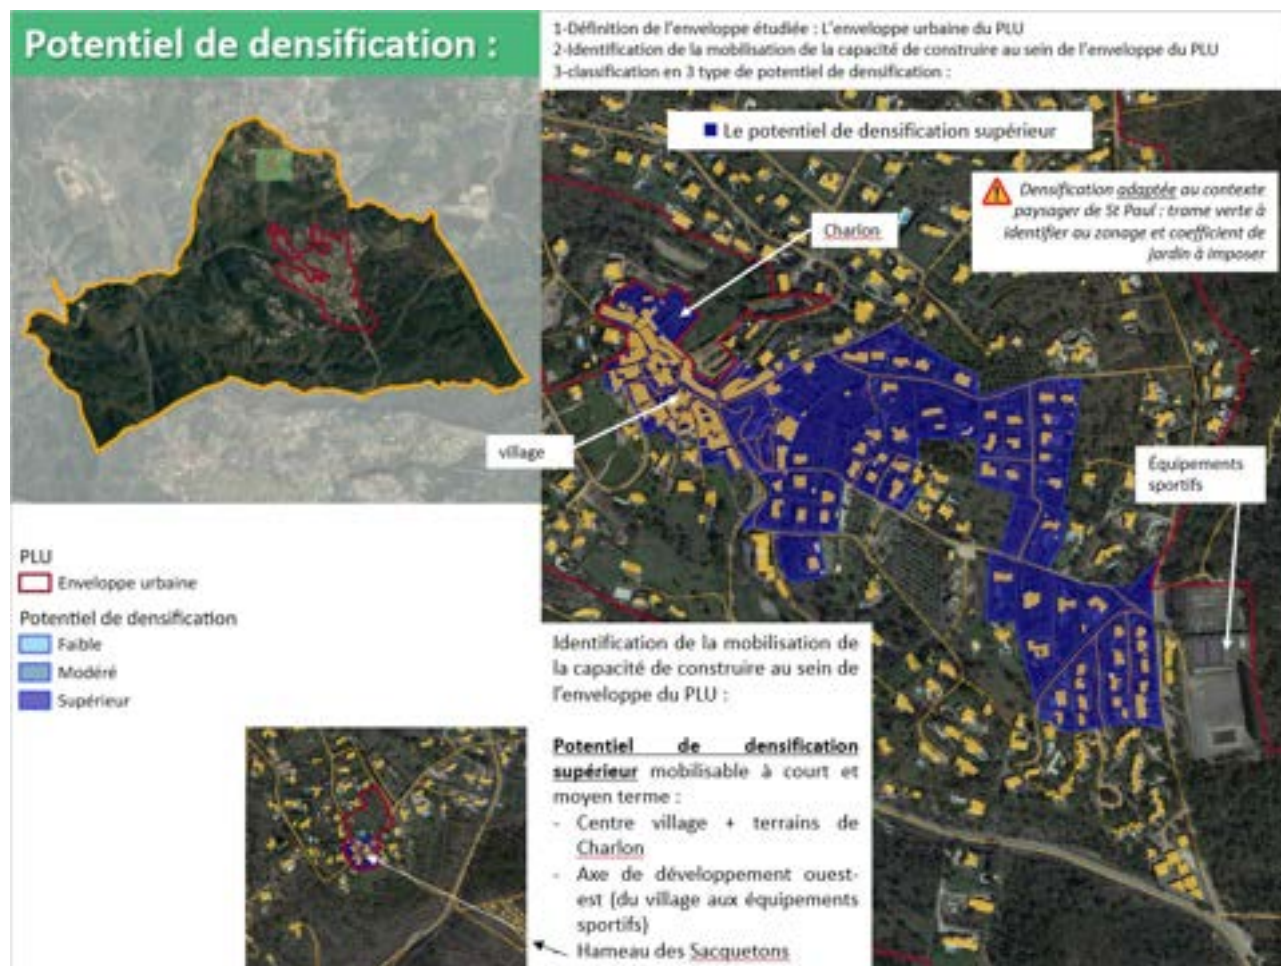 Potentiel de densification :
1-Définition de l'enveloppe étudiée : L'enveloppe urbaine du PLU
2-Identification de la mobilisation de la capacité de construire au sein de l'enveloppe du PLU
3-classification en 3 type de potentiel de densification :
Le potentiel de densification supérieur
Densification adaptée au contexte
paysager de St Paul : trame verte à
identifier au zonage et coefficient de
jardin à imposer
Charlon
village
Équipements
sportifs
PLU
Enveloppe urbaine
Potentiel de densification
Faible
Modéré
Supérieur
Identification de la mobilisation de
la capacité de construire au sein de
l'enveloppe du PLU :
Potentiel de densification
supérieur mobilisable à court et
moyen terme :
- Centre village + terrains de
Charlon
- Axe de développement ouest-
est (du village aux équipements
sportifs)
- Hameau des Sacquetons